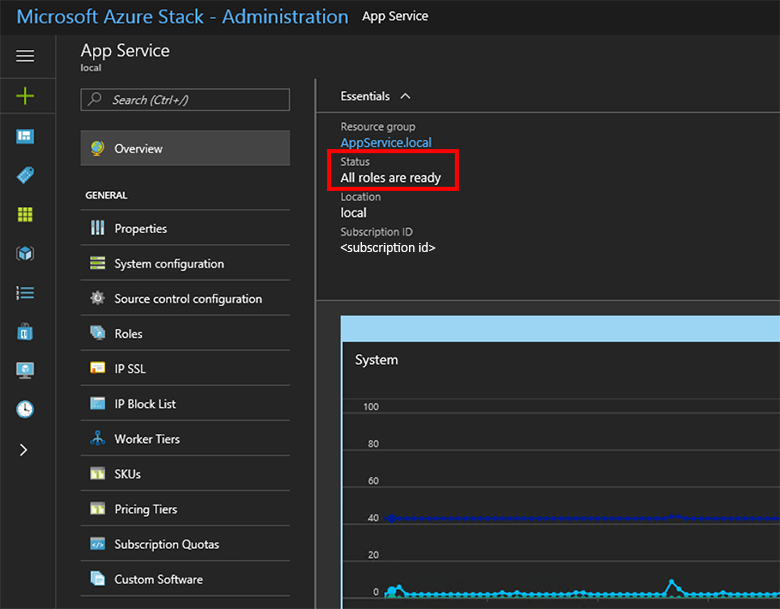 Microsoft Azure Stack - Administration App Service
App Service
local
Search (Ctrl+/)
Overview
GENERAL
Properties
System configuration
Source control configuration
Roles
IP SSL
IP Block List
Worker Tiers
SKUs
Pricing Tiers
Subscription Quotas
Custom Software
Essentials
Resource group
AppService.local
Status
All roles are ready
Location
local
Subscription ID
<subscription id>
System
100
80
60
40
20
0